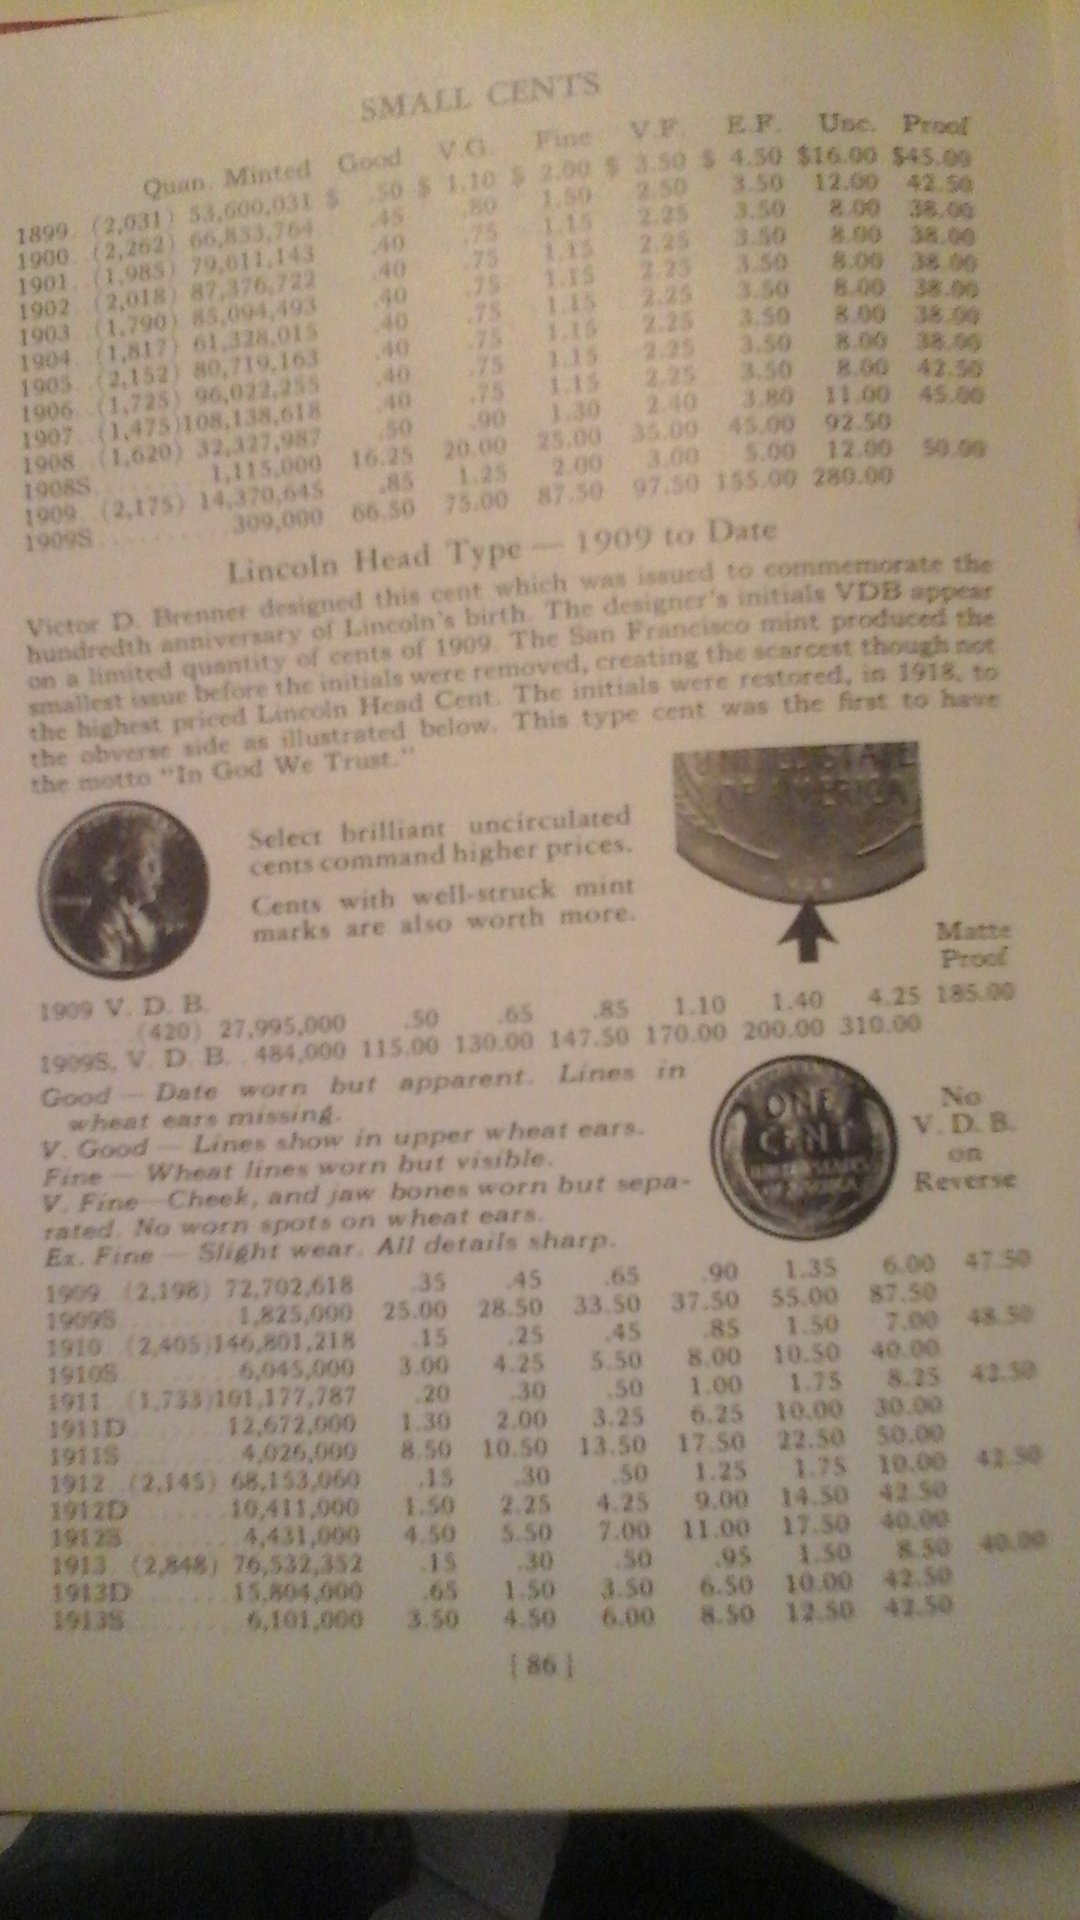 SMALL CENTS
Quan. Minted Good V.G. Fine V.F. E.F. Unc. Proof
1899 (2,031) 53,600,031 $ .50 $ 1.10 $ 2.00 $ 3.50 $ 4.50 $16.00 $45.00
1900 (2,262) 66,833,764 .45 .80 1.50 2.50 3.50 12.00 42.50
1901 (1,985) 79,611,143 .40 .75 1.15 2.25 3.50 8.00 38.00
1902 (2,018) 87,376,722 .40 .75 1.15 2.25 3.50 8.00 38.00
1903 (1,790) 85,094,493 .40 .75 1.15 2.25 3.50 8.00 38.00
1904 (1,817) 61,328,015 .40 .75 1.15 2.25 3.50 8.00 38.00
1905 (2,152) 80,719,163 .40 .75 1.15 2.25 3.50 8.00 38.00
1906 (1,725) 96,022,255 .40 .75 1.15 2.25 3.50 8.00 38.00
1907 (1,475) 108,138,618 .40 .75 1.15 2.25 3.50 8.00 42.50
1908 (1,620) 32,327,987 .50 .90 1.30 2.40 3.80 11.00 45.00
1908S 1,115,000 16.25 20.00 25.00 35.00 45.00 92.50
1909 (2,175) 14,370,645 .85 1.25 2.00 3.00 5.00 12.00 50.00
1909S 309,000 66.50 75.00 87.50 97.50 155.00 280.00
Lincoln Head Type — 1909 to Date
Victor D. Brenner designed this cent which was issued to commemorate the
hundredth anniversary of Lincoln's birth. The designer's initials VDB appear
on a limited quantity of cents of 1909. The San Francisco mint produced the
smallest issue before the initials were removed, creating the scarcest though not
the highest priced Lincoln Head Cent. The initials were restored, in 1918, to
the obverse side as illustrated below. This type cent was the first to have
the motto "In God We Trust."
UNITED STATE
OF AMERICA
Select brilliant uncirculated
cents command higher prices.
Cents with well-struck mint
marks are also worth more.
Matte
Proof
1909 V. D. B.
(420) 27,995,000 .50 .65 .85 1.10 1.40 4.25 185.00
1909S, V. D. B. 484,000 115.00 130.00 147.50 170.00 200.00 310.00
Good — Date worn but apparent. Lines in
wheat ears missing.
V. Good — Lines show in upper wheat ears.
Fine — Wheat lines worn but visible.
V. Fine Cheek, and jaw bones worn but sepa-
rated. No worn spots on wheat ears.
Ex. Fine — Slight wear. All details sharp.
ONE
CENT
No
V. D. B.
on
Reverse
1909 (2,198) 72,702,618 .35 .45 .65 .90 1.35 6.00 47.50
1909S 1,825,000 25.00 28.50 33.50 37.50 55.00 87.50
1910 (2,405) 146,801,218 .15 .25 .45 .85 1.50 7.00 48.50
1910S 6,045,000 3.00 4.25 5.50 8.00 10.50 40.00
1911 (1,733) 101,177,787 .20 .30 .50 1.00 1.75 8.25 42.50
1911D 12,672,000 1.30 2.00 3.25 6.25 10.00 30.00
1911S 4,026,000 8.50 10.50 13.50 17.50 22.50 50.00
1912 (2,145) 68,153,060 .15 .30 .50 1.25 1.75 10.00 42.50
1912D 10,411,000 1.50 2.25 4.25 9.00 14.50 42.50
1912S 4,431,000 4.50 5.50 7.00 11.00 17.50 40.00
1913 (2,848) 76,532,352 .15 .30 .50 .95 1.50 8.50 40.00
1913D 15,804,000 .65 1.50 3.50 6.50 10.00 42.50
1913S 6,101,000 3.50 4.50 6.00 8.50 12.50 42.50
[ 86 ]